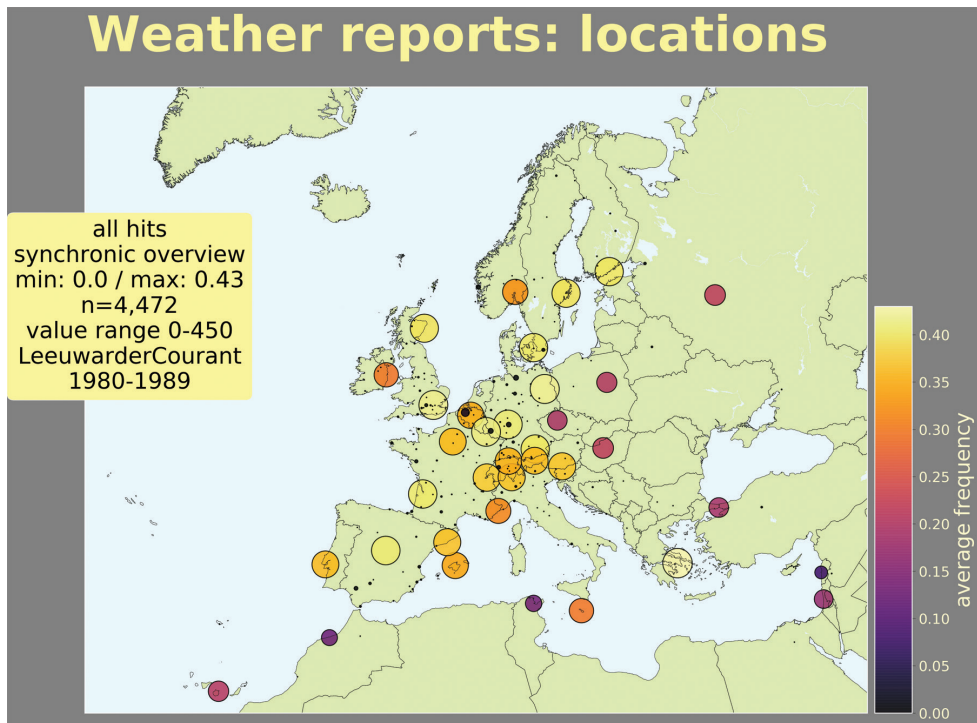 Weather reports: locations
all hits
synchronic overview
min: 0.0 / max: 0.43
n=4,472
value range 0-450
LeeuwarderCourant
1980-1989
0.40
0.35
0.30
0.25
0.20
0.15
0.10
0.05
0.00
average frequency